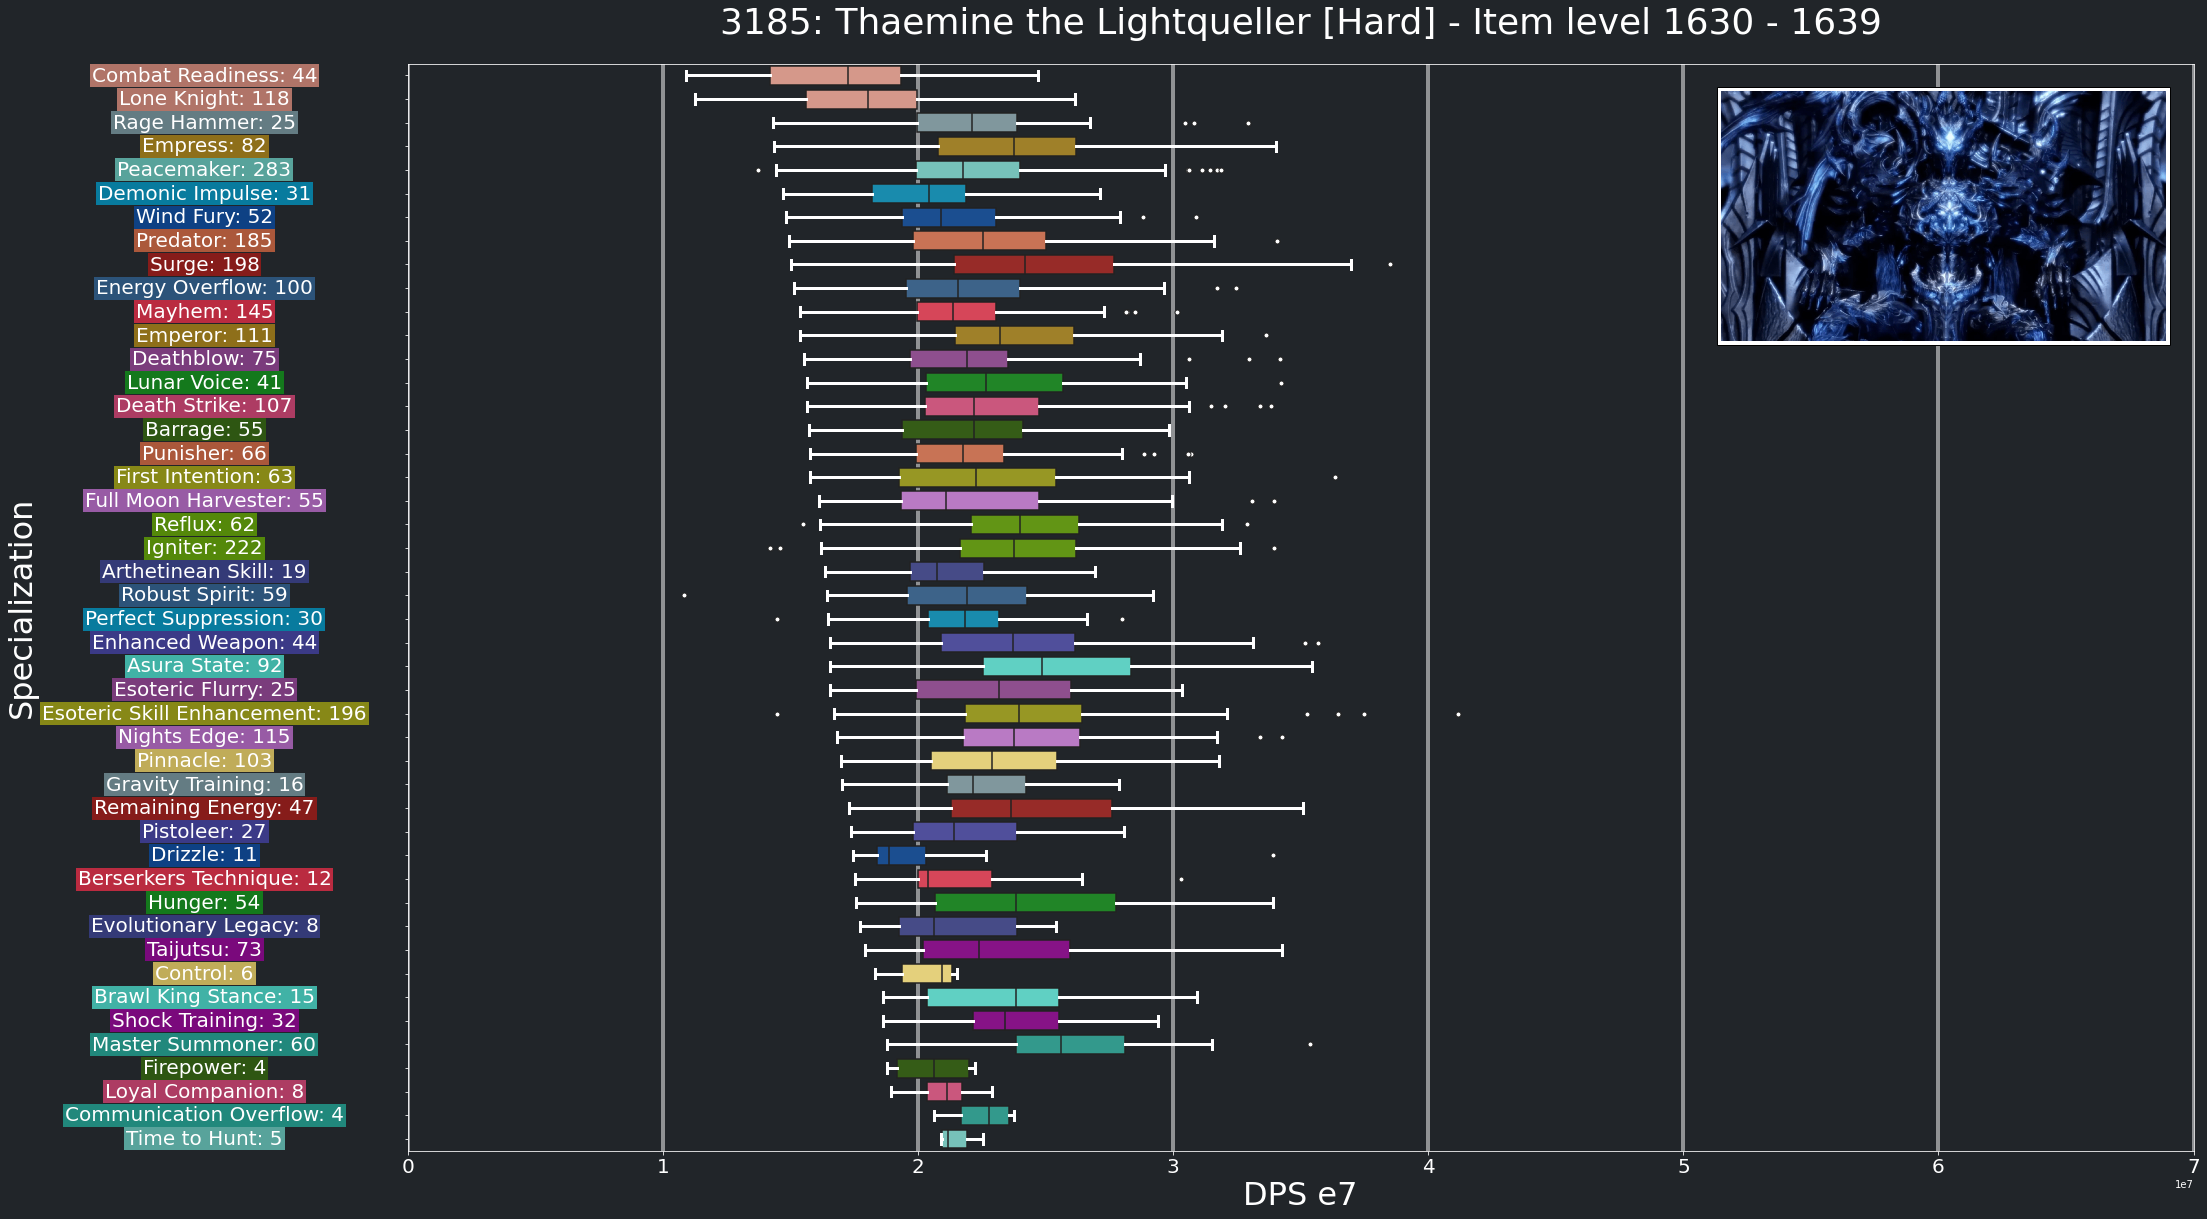 3185: Thaemine the Lightqueller [Hard] - Item level 1630 - 1639
Combat Readiness: 44
Lone Knight: 118
Rage Hammer: 25
Empress: 82
Peacemaker: 283
Demonic Impulse: 31
Wind Fury: 52
Predator: 185
Surge: 198
Energy Overflow: 100
Mayhem: 145
Emperor: 111
Deathblow: 75
Lunar Voice: 41
Death Strike: 107
Barrage: 55
Punisher: 66
First Intention: 63
Full Moon Harvester: 55
Reflux: 62
Igniter: 222
Arthetinean Skill: 19
Robust Spirit: 59
Perfect Suppression: 30
Enhanced Weapon: 44
Asura State: 92
Esoteric Flurry: 25
Esoteric Skill Enhancement: 196
Nights Edge: 115
Pinnacle: 103
Gravity Training: 16
Remaining Energy: 47
Pistoleer: 27
Drizzle: 11
Berserkers Technique: 12
Hunger: 54
Evolutionary Legacy: 8
Taijutsu: 73
Control: 6
Brawl King Stance: 15
Shock Training: 32
Master Summoner: 60
Firepower: 4
Loyal Companion: 8
Communication Overflow: 4
Time to Hunt: 5
Specialization
0 1 2 3 4 5 6 7
1e7
DPS e7